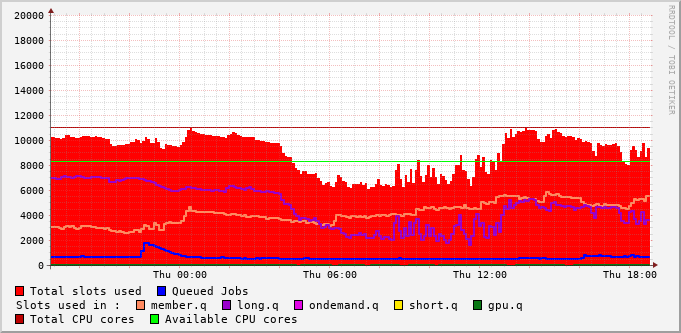 20000
18000
16000
14000
12000
10000
8000
6000
4000
2000
0
Thu 00:00 Thu 06:00 Thu 12:00 Thu 18:00
RRDTOOL / TOBI OETIKER
Total slots used Queued Jobs
Slots used in : member.q long.q ondemand.q short.q gpu.q
Total CPU cores Available CPU cores